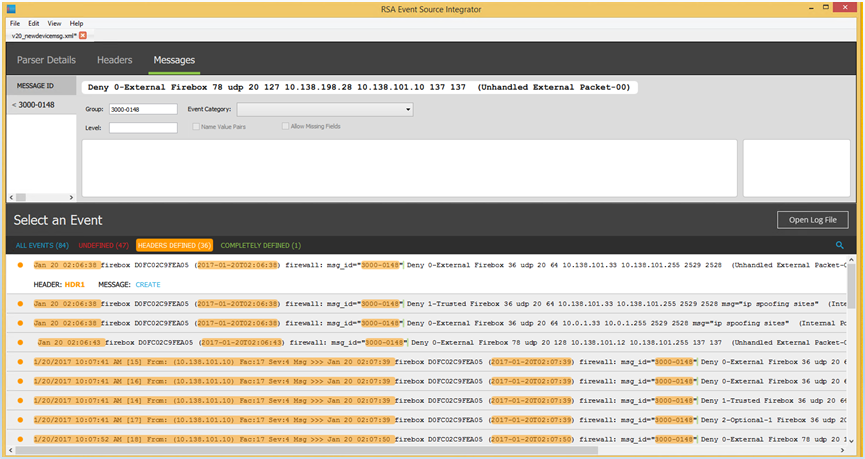 RSA Event Source Integrator
File Edit View Help
v20_newdevicemsg.xml*
Parser Details Headers Messages
MESSAGE ID
Deny 0-External Firebox 78 udp 20 127 10.138.198.28 10.138.101.10 137 137 (Unhandled External Packet-00)
< 3000-0148
Group: 3000-0148 Event Category:
Level: Name Value Pairs Allow Missing Fields
Select an Event
Open Log File
ALL EVENTS (84) UNDEFINED (47) HEADERS DEFINED (36) COMPLETELY DEFINED (1)
Jan 20 02:06:38 firebox D0FC02C9FEA05 (2017-01-20T02:06:38) firewall: msg_id="3000-0148" Deny 0-External Firebox 36 udp 20 64 10.138.101.33 10.138.101.255 2529 2528 (Unhandled External Packet-0
HEADER: HDR1 MESSAGE: CREATE
Jan 20 02:06:38 firebox D0FC02C9FEA05 (2017-01-20T02:06:38) firewall: msg_id="3000-0148" Deny 1-Trusted Firebox 36 udp 20 64 10.138.101.33 10.138.101.255 2529 2528 msg="ip spoofing sites" (Inter
Jan 20 02:06:38 firebox D0FC02C9FEA05 (2017-01-20T02:06:38) firewall: msg_id="3000-0148" Deny 0-External Firebox 36 udp 20 64 10.0.1.33 10.0.1.255 2529 2528 msg="ip spoofing sites" (Internal Po
Jan 20 02:06:43 firebox D0FC02C9FEA05 (2017-01-20T02:06:43) firewall: msg_id="3000-0148" Deny 0-External Firebox 78 udp 20 128 10.138.101.12 10.138.101.255 137 137 (Unhandled External Packet-0
1/20/2017 10:07:41 AM [15] From: (10.138.101.10) Fac:17 Sev:4 Msg >>> Jan 20 02:07:39 firebox D0FC02C9FEA05 (2017-01-20T02:07:39) firewall: msg_id="3000-0148" Deny 0-External Firebox 36 udp 20 6
1/20/2017 10:07:41 AM [16] From: (10.138.101.10) Fac:17 Sev:4 Msg >>> Jan 20 02:07:39 firebox D0FC02C9FEA05 (2017-01-20T02:07:39) firewall: msg_id="3000-0148" Deny 0-External Firebox 36 udp 20 6
1/20/2017 10:07:41 AM [14] From: (10.138.101.10) Fac:17 Sev:4 Msg >>> Jan 20 02:07:39 firebox D0FC02C9FEA05 (2017-01-20T02:07:39) firewall: msg_id="3000-0148" Deny 1-Trusted Firebox 36 udp 20 64
1/20/2017 10:07:41 AM [17] From: (10.138.101.10) Fac:17 Sev:4 Msg >>> Jan 20 02:07:39 firebox D0FC02C9FEA05 (2017-01-20T02:07:39) firewall: msg_id="3000-0148" Deny 2-Optional-1 Firebox 36 udp 20
1/20/2017 10:07:52 AM [18] From: (10.138.101.10) Fac:17 Sev:4 Msg >>> Jan 20 02:07:50 firebox D0FC02C9FEA05 (2017-01-20T02:07:50) firewall: msg_id="3000-0148" Deny 0-External Firebox 78 udp 20 1